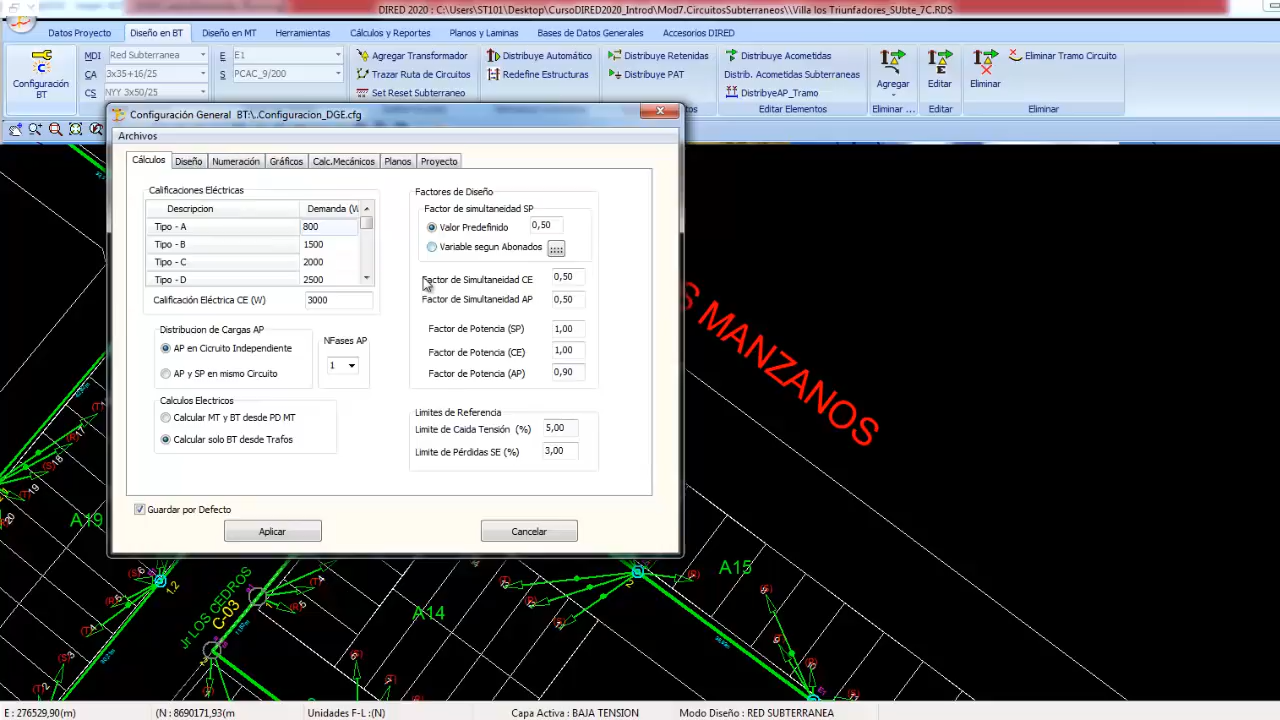 DIRED 2020 : C:\Users\ST101\Desktop\CursoDIRED2020_Introd\Mod7.CircuitosSubterraneos\\Villa los Triunfadores_SUbte_7C.RDS
Datos Proyecto Diseño en BT Diseño en MT Herramientas Cálculos y Reportes Planos y Laminas Bases de Datos Generales Accesorios DIRED
MDI Red Subterranea E E1 Agregar Transformador Distribuye Automático Distribuye Retenidas Distribuye Acometidas Eliminar Tramo Circuito
CA 3x35+16/25 S PCAC_9/200 Trazar Ruta de Circuitos Redefine Estructuras Distribuye PAT Distrib. Acometidas Subterraneas
Configuración BT Agregar Editar Eliminar
CS NYY 3x50/25 Set Reset Subterraneo DistribyeAP_Tramo
Editar Elementos Eliminar ... Editar Eliminar
Configuración General BT:\..Configuracion_DGE.cfg
Archivos
Cálculos Diseño Numeración Gráficos Calc.Mecánicos Planos Proyecto
Calificaciones Eléctricas
Descripcion Demanda (W
Tipo - A 800
Tipo - B 1500
Tipo - C 2000
Tipo - D 2500
Calificación Eléctrica CE (W) 3000
Distribucion de Cargas AP
AP en Cicruito Independiente
AP y SP en mismo Circuito
NFases AP
1
Calculos Electricos
Calcular MT y BT desde PD MT
Calcular solo BT desde Trafos
Factores de Diseño
Factor de simultaneidad SP
Valor Predefinido 0,50
Variable segun Abonados
Factor de Simultaneidad CE 0,50
Factor de Simultaneidad AP 0,50
Factor de Potencia (SP) 1,00
Factor de Potencia (CE) 1,00
Factor de Potencia (AP) 0,90
Limites de Referencia
Limite de Caida Tensión (%) 5,00
Limite de Pérdidas SE (%) 3,00
Guardar por Defecto
Aplicar Cancelar
S MANZANOS
A19
A15
A14
Jr LOS CEDROS
C-03
1.2
18
19
20
2
E : 276529,90(m) (N : 8690171,93(m Unidades F-L :(N) Capa Activa : BAJA TENSION Modo Diseño : RED SUBTERRANEA